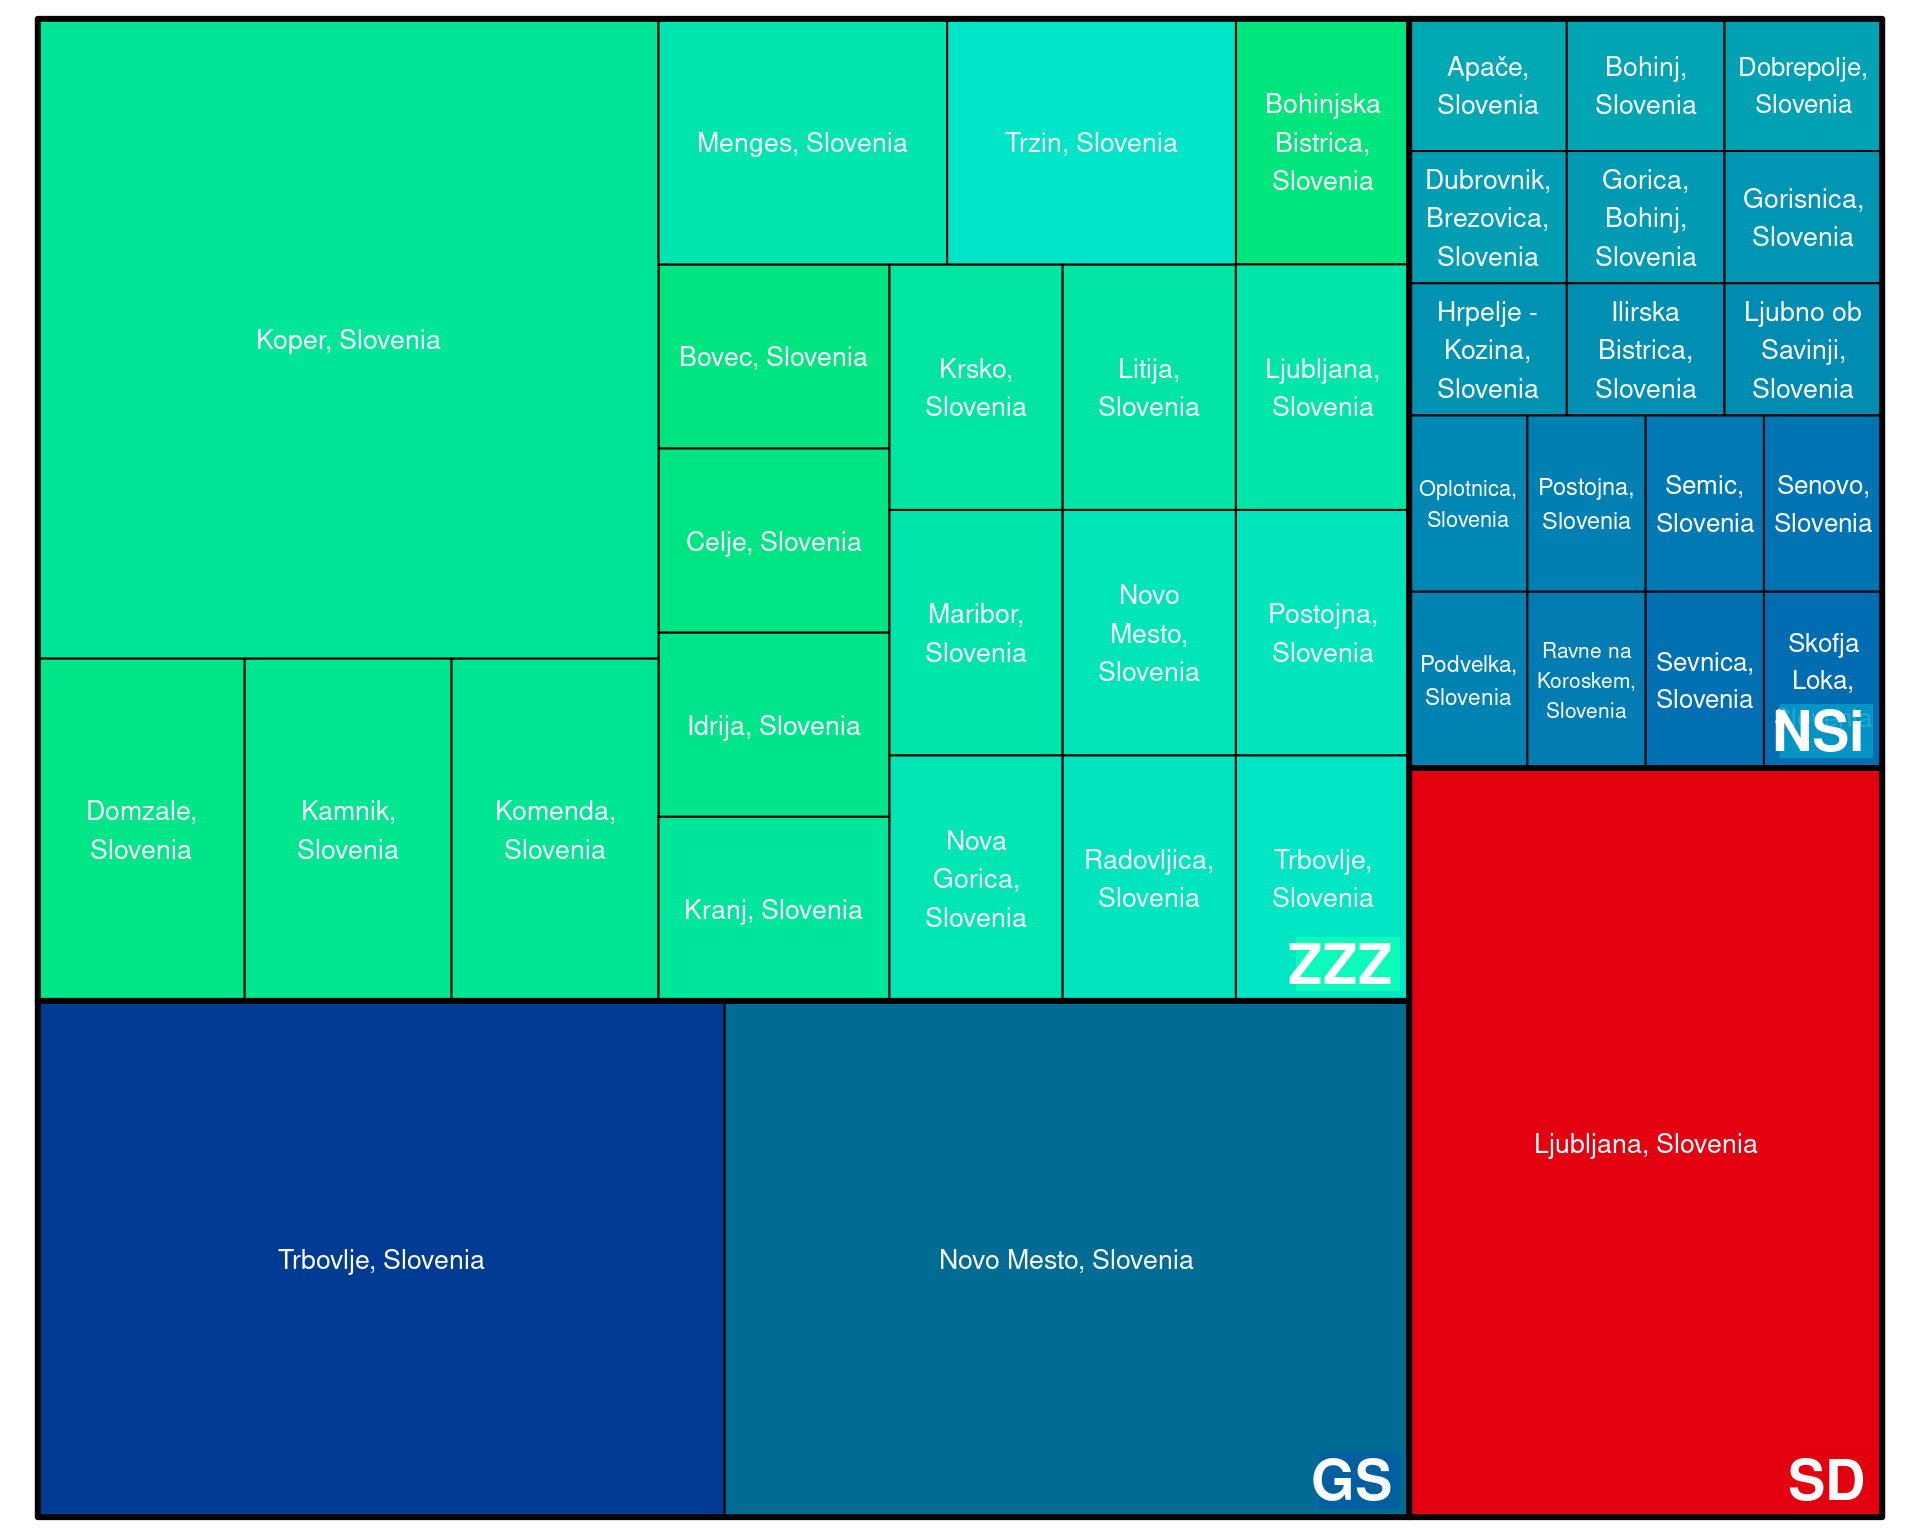 Koper, Slovenia
Menges, Slovenia
Trzin, Slovenia
Bohinjska
Bistrica,
Slovenia
Bovec, Slovenia
Celje, Slovenia
Idrija, Slovenia
Kranj, Slovenia
Krsko,
Slovenia
Litija,
Slovenia
Ljubljana,
Slovenia
Maribor,
Slovenia
Novo
Mesto,
Slovenia
Postojna,
Slovenia
Nova
Gorica,
Slovenia
Radovljica,
Slovenia
Trbovlje,
Slovenia
Domzale,
Slovenia
Kamnik,
Slovenia
Komenda,
Slovenia
ZZZ
Apače,
Slovenia
Bohinj,
Slovenia
Dobrepolje,
Slovenia
Dubrovnik,
Brezovica,
Slovenia
Gorica,
Bohinj,
Slovenia
Gorisnica,
Slovenia
Hrpelje -
Kozina,
Slovenia
Ilirska
Bistrica,
Slovenia
Ljubno ob
Savinji,
Slovenia
Oplotnica,
Slovenia
Postojna,
Slovenia
Semic,
Slovenia
Senovo,
Slovenia
Podvelka,
Slovenia
Ravne na
Koroskem,
Slovenia
Sevnica,
Slovenia
Skofja
Loka,
NSi
Trbovlje, Slovenia
Novo Mesto, Slovenia
GS
Ljubljana, Slovenia
SD